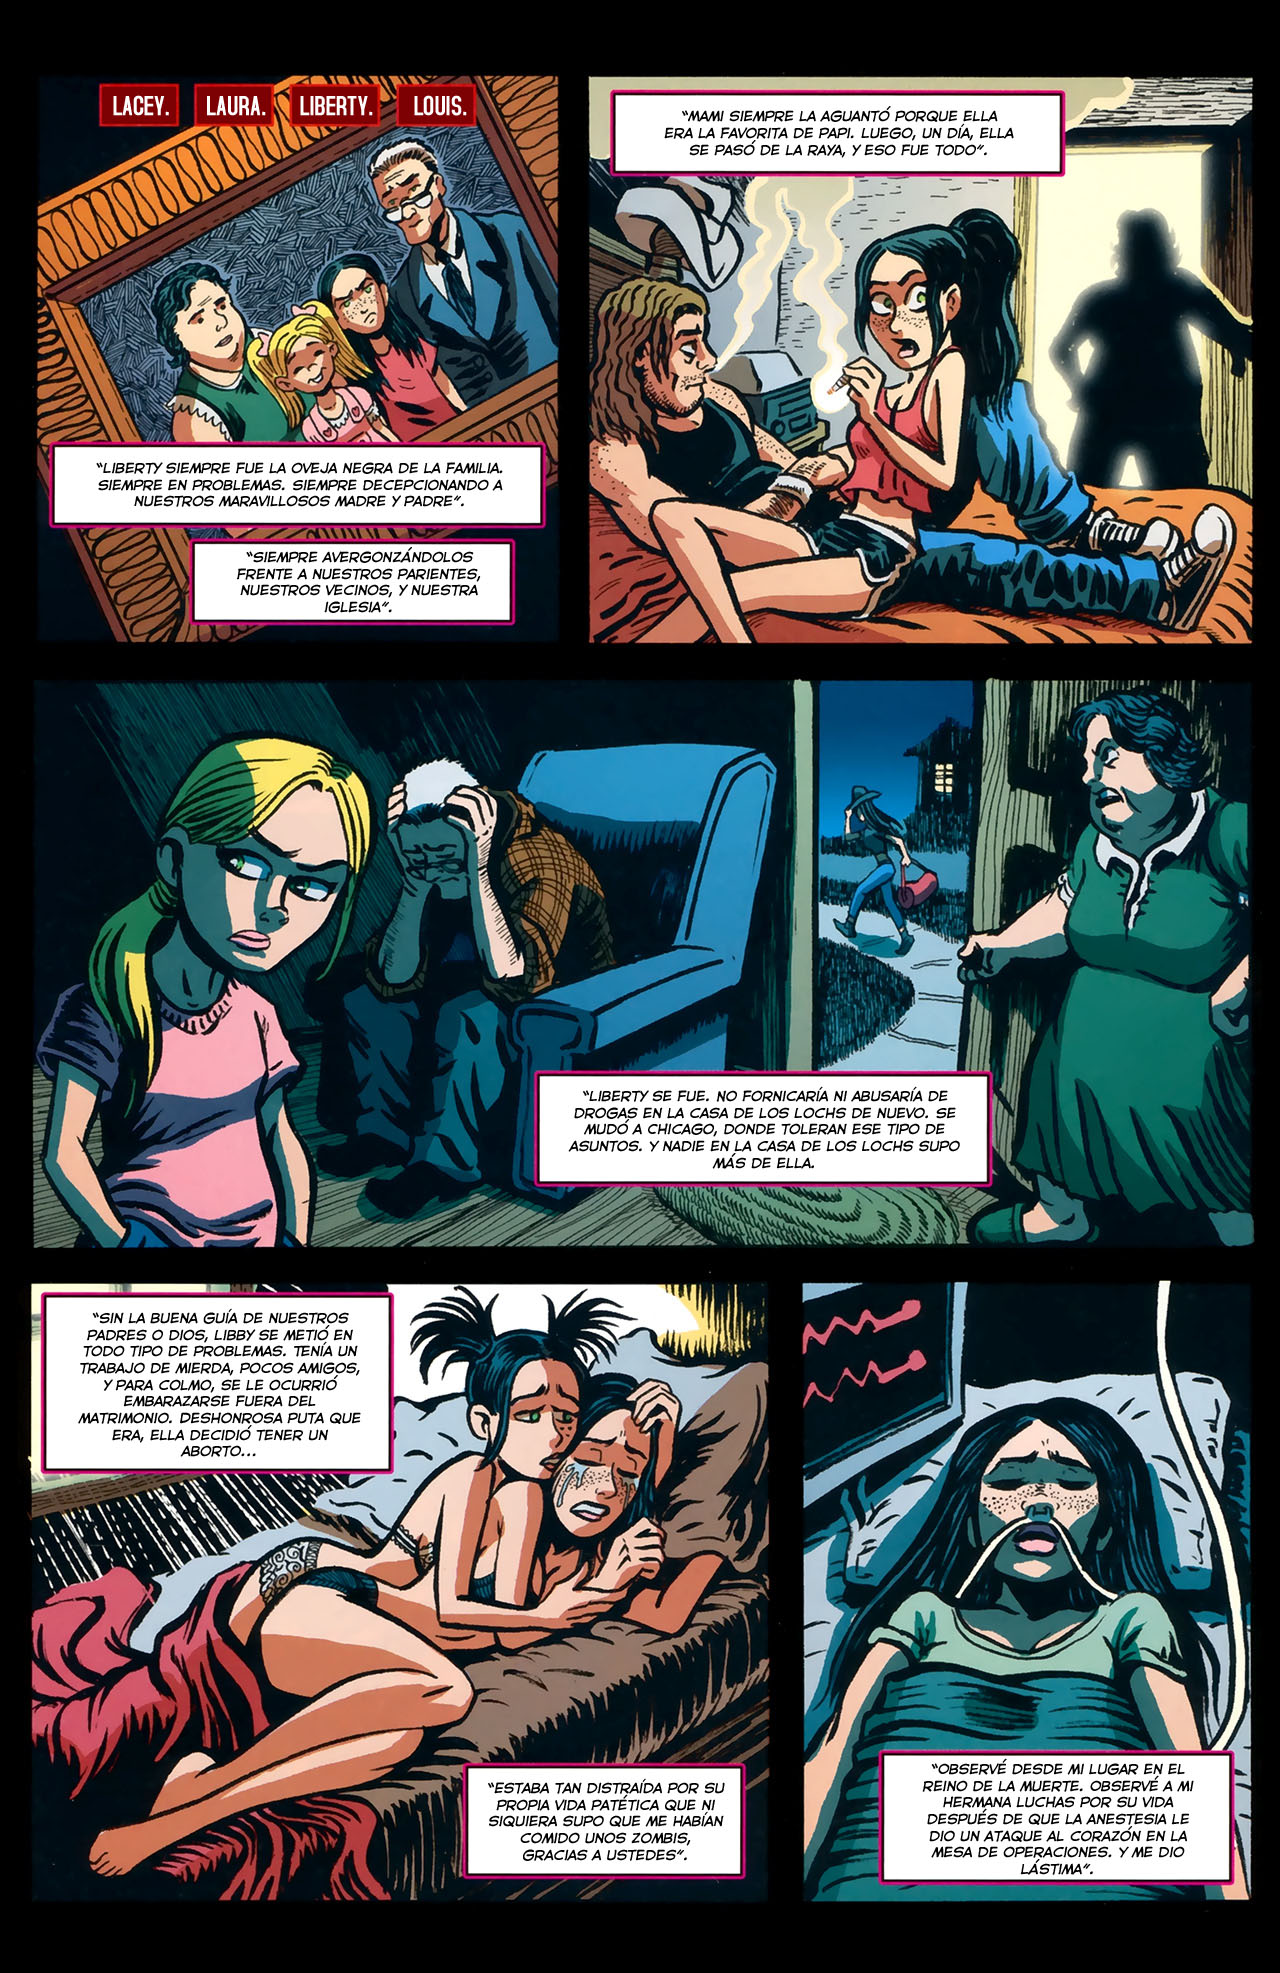 LACEY. LAURA. LIBERTY. LOUIS.
“LIBERTY SIEMPRE FUE LA OVEJA NEGRA DE LA FAMILIA.
SIEMPRE EN PROBLEMAS. SIEMPRE DECEPCIONANDO A
NUESTROS MARAVILLOSOS MADRE Y PADRE”.
“SIEMPRE AVERGONZÁNDOLOS
FRENTE A NUESTROS PARIENTES,
NUESTROS VECINOS, Y NUESTRA
IGLESIA”.
“MAMI SIEMPRE LA AGUANTÓ PORQUE ELLA
ERA LA FAVORITA DE PAPI. LUEGO, UN DÍA, ELLA
SE PASÓ DE LA RAYA, Y ESO FUE TODO”.
“LIBERTY SE FUE. NO FORNICARÍA NI ABUSARÍA DE
DROGAS EN LA CASA DE LOS LOCHS DE NUEVO. SE
MUDÓ A CHICAGO, DONDE TOLERAN ESE TIPO DE
ASUNTOS. Y NADIE EN LA CASA DE LOS LOCHS SUPO
MÁS DE ELLA.
“SIN LA BUENA GUÍA DE NUESTROS
PADRES O DIOS, LIBBY SE METIÓ EN
TODO TIPO DE PROBLEMAS. TENÍA UN
TRABAJO DE MIERDA, POCOS AMIGOS,
Y PARA COLMO, SE LE OCURRIÓ
EMBARAZARSE FUERA DEL
MATRIMONIO. DESHONROSA PUTA QUE
ERA, ELLA DECIDIÓ TENER UN
ABORTO...
“ESTABA TAN DISTRAÍDA POR SU
PROPIA VIDA PATÉTICA QUE NI
SIQUIERA SUPO QUE ME HABÍAN
COMIDO UNOS ZOMBIS,
GRACIAS A USTEDES”.
“OBSERVÉ DESDE MI LUGAR EN EL
REINO DE LA MUERTE. OBSERVÉ A MI
HERMANA LUCHAS POR SU VIDA
DESPUÉS DE QUE LA ANESTESIA LE
DIO UN ATAQUE AL CORAZÓN EN LA
MESA DE OPERACIONES. Y ME DIO
LÁSTIMA”.